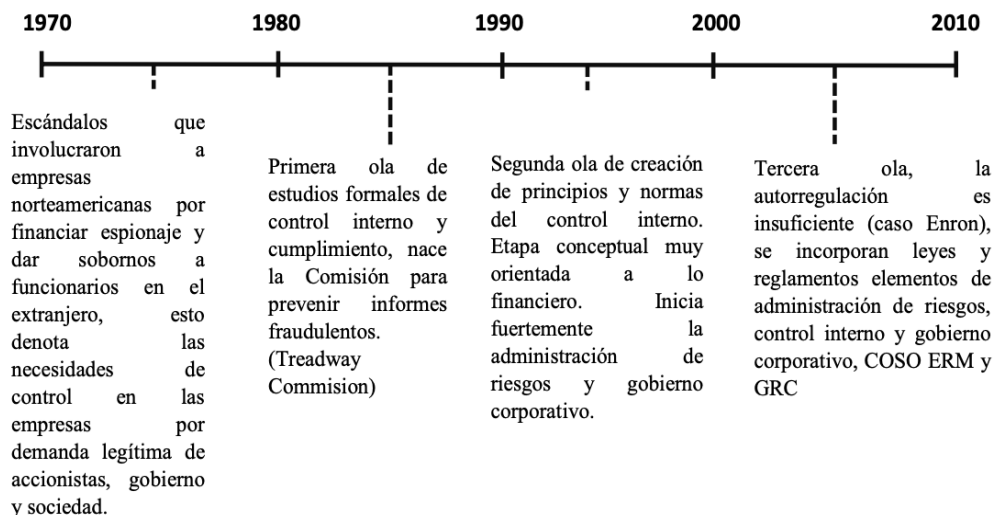 1970 1980 1990 2000 2010
Escándalos que
involucraron a
empresas
norteamericanas por
financiar espionaje y
dar sobornos a
funcionarios en el
extranjero, esto
denota las
necesidades de
control en las
empresas por
demanda legítima de
accionistas, gobierno
y sociedad.
Primera ola de
estudios formales de
control interno y
cumplimiento, nace
la Comisión para
prevenir informes
fraudulentos.
(Treadway
Commision)
Segunda ola de creación
de principios y normas
del control interno.
Etapa conceptual muy
orientada a lo
financiero. Inicia
fuertemente la
administración de
riesgos y gobierno
corporativo.
Tercera ola, la
autorregulación es
insuficiente (caso Enron),
se incorporan leyes y
reglamentos elementos de
administración de riesgos,
control interno y gobierno
corporativo, COSO ERM y
GRC